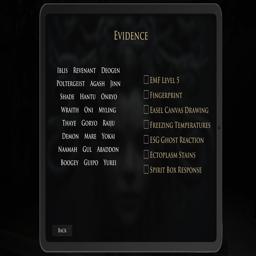 Evidence
Iblis Revenant Deogen
Poltergeist Agash Jinn
Shade Hantu Onryo
Wraith Oni Myling
Thaye Goryo Raiju
Demon Mare Yokai
Naamah Gul Abaddon
Boogey Guipo Yurei
EMF Level 5
Fingerprint
Easel Canvas Drawing
Freezing Temperatures
ESG Ghost Reaction
Ectoplasm Stains
Spirit Box Response
Back